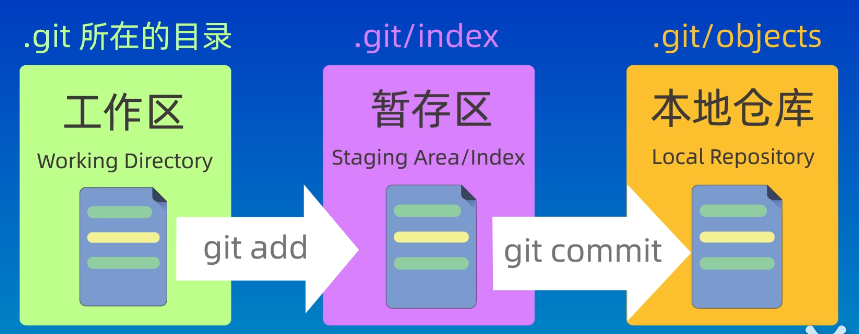 .git 所在的目录
.git/index
.git/objects
工作区
Working Directory
暂存区
Staging Area/Index
本地仓库
Local Repository
git add
git commit